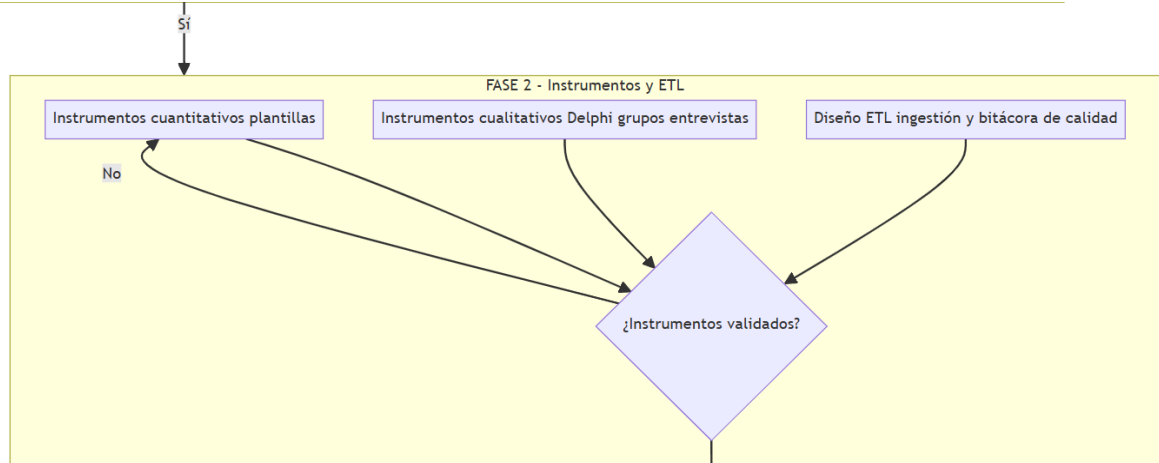 Sí
FASE 2 - Instrumentos y ETL
Instrumentos cuantitativos plantillas
Instrumentos cualitativos Delphi grupos entrevistas
Diseño ETL ingestión y bitácora de calidad
No
¿Instrumentos validados?